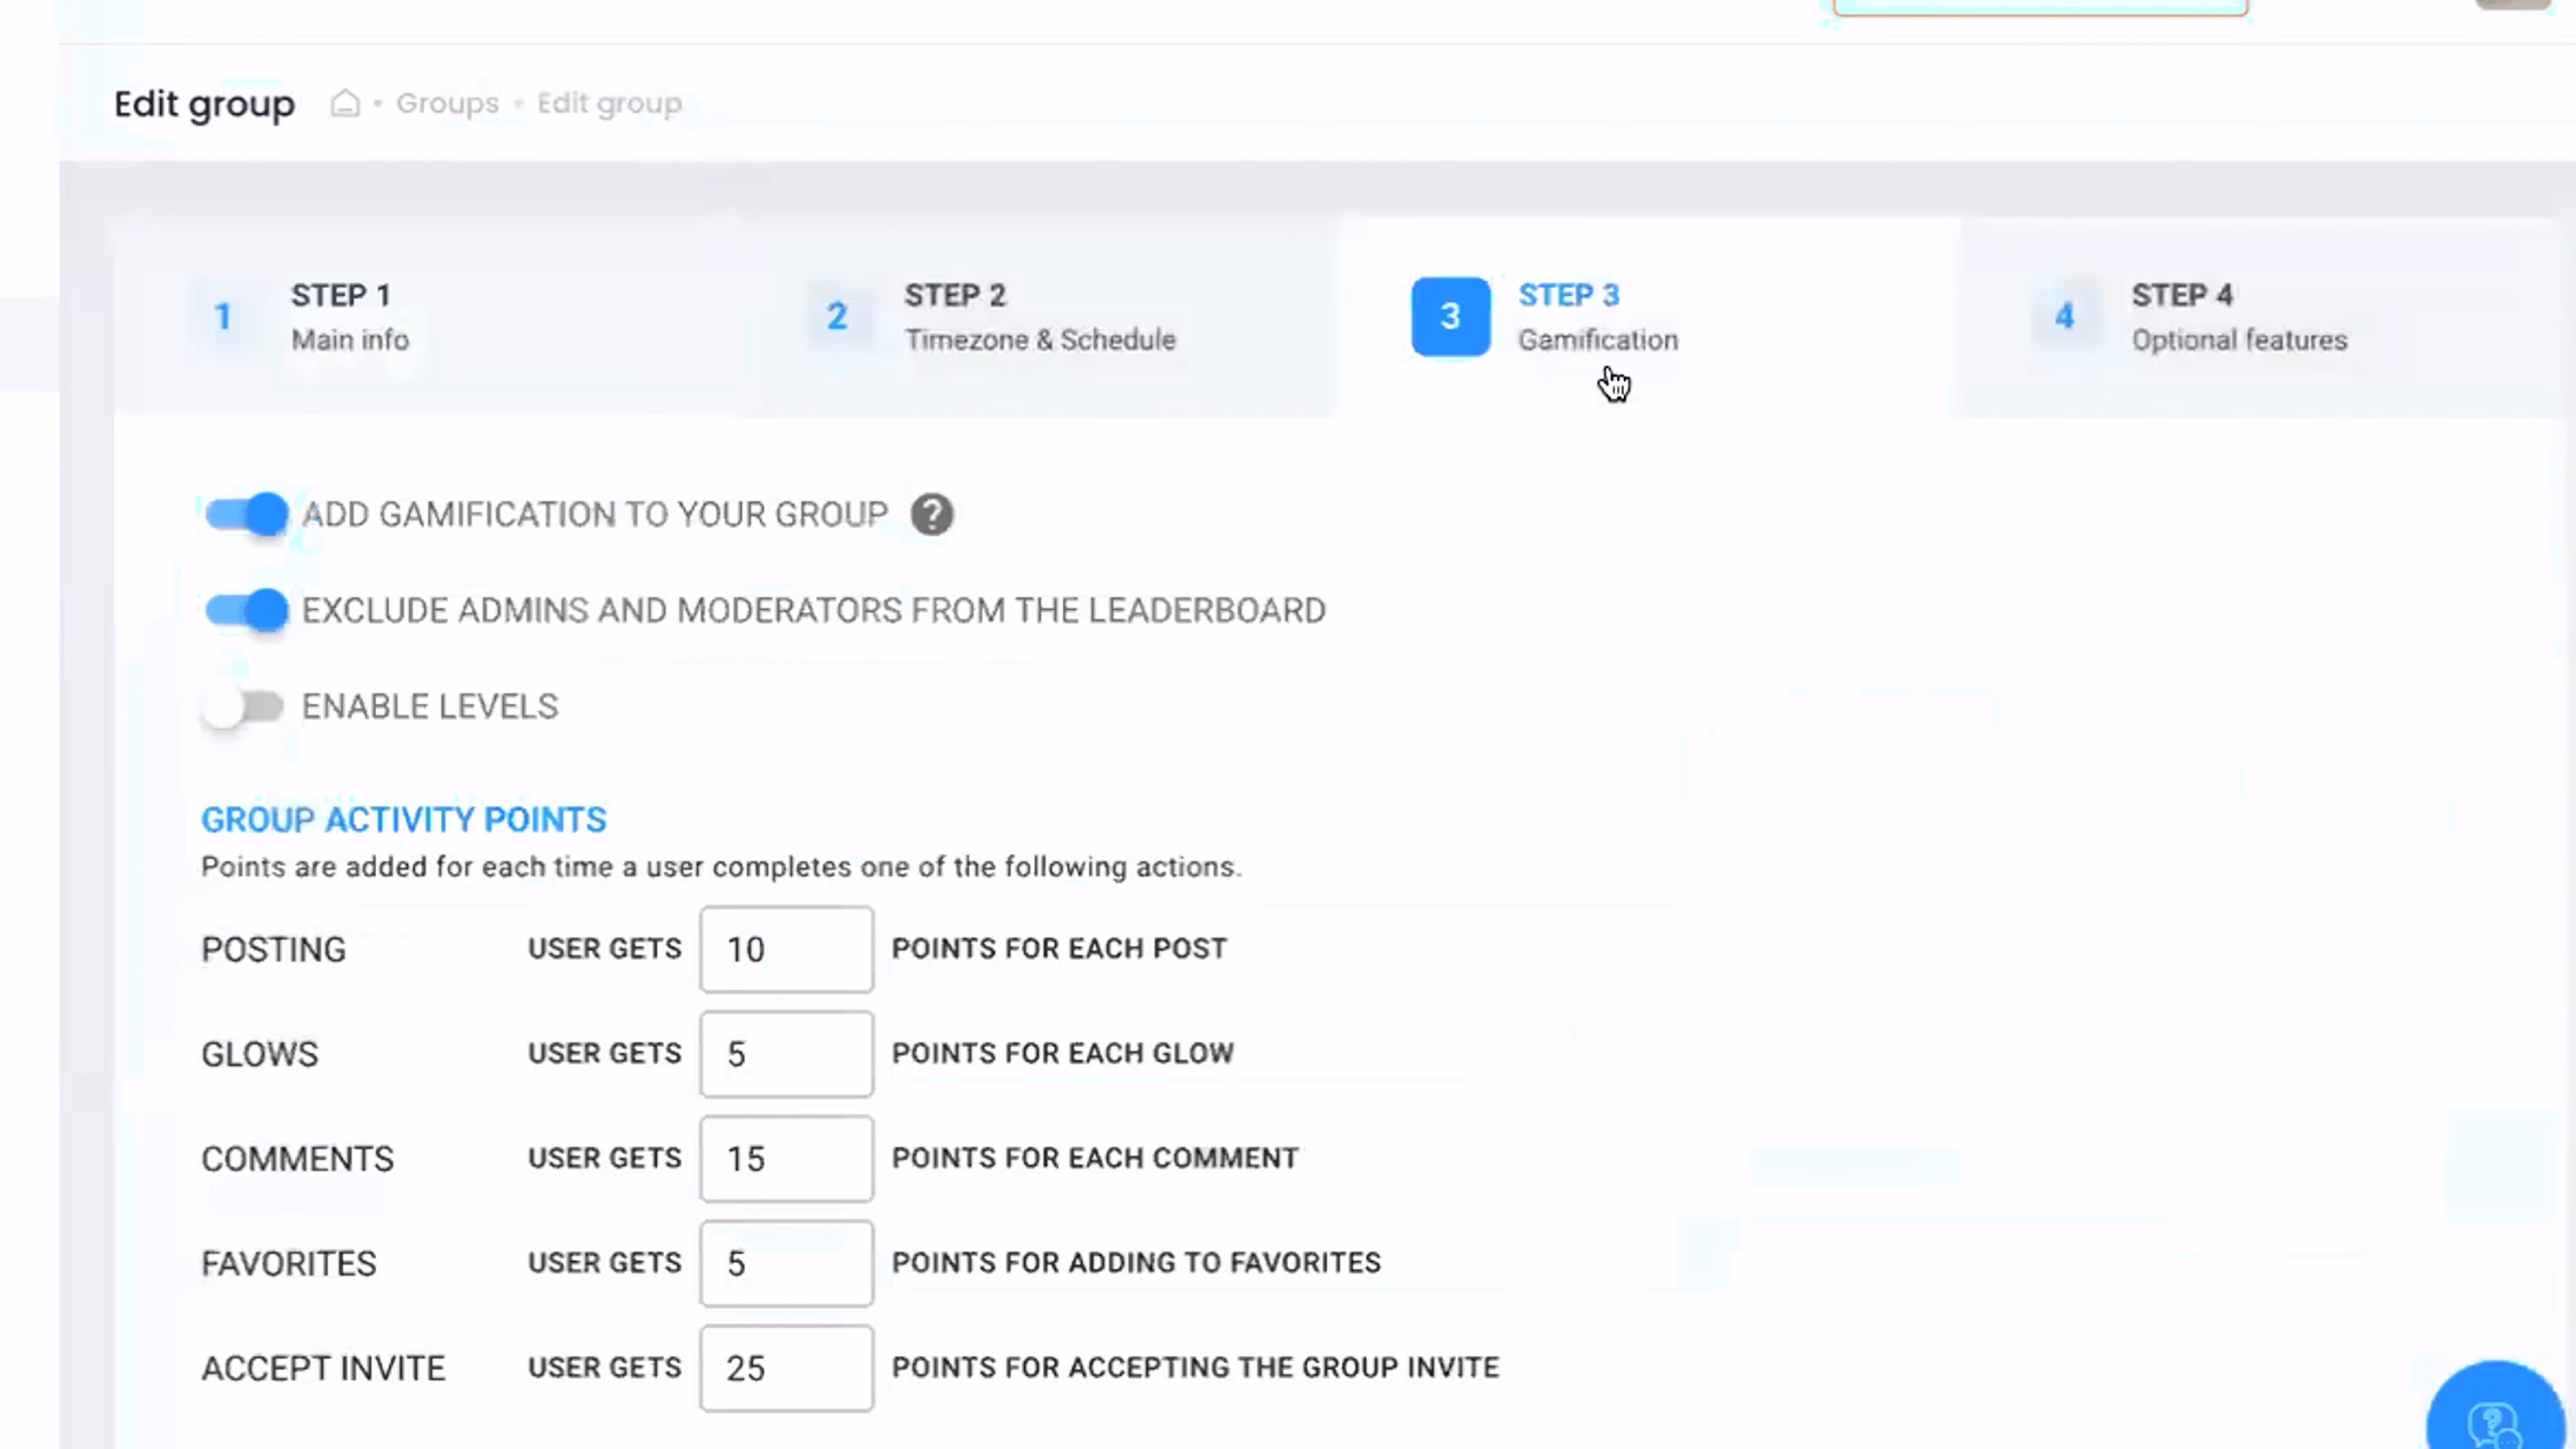 Edit group • Groups • Edit group
1 STEP 1 Main info
2 STEP 2 Timezone & Schedule
3 STEP 3 Gamification
4 STEP 4 Optional features
ADD GAMIFICATION TO YOUR GROUP ?
EXCLUDE ADMINS AND MODERATORS FROM THE LEADERBOARD
ENABLE LEVELS
GROUP ACTIVITY POINTS
Points are added for each time a user completes one of the following actions.
POSTING USER GETS 10 POINTS FOR EACH POST
GLOWS USER GETS 5 POINTS FOR EACH GLOW
COMMENTS USER GETS 15 POINTS FOR EACH COMMENT
FAVORITES USER GETS 5 POINTS FOR ADDING TO FAVORITES
ACCEPT INVITE USER GETS 25 POINTS FOR ACCEPTING THE GROUP INVITE